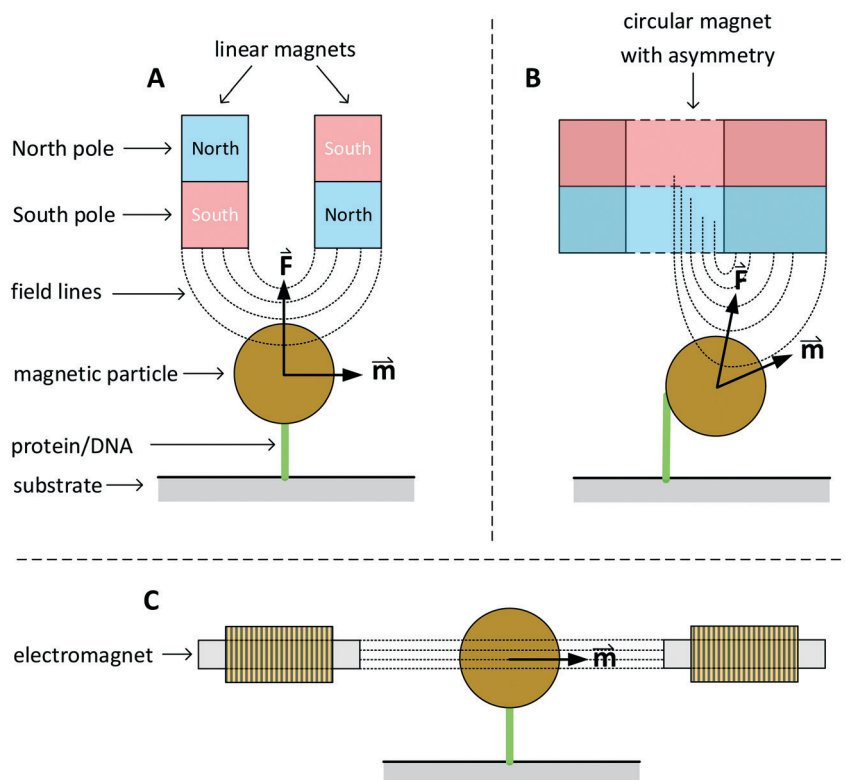 linear magnets
A
North pole
North
South
South pole
South
North
F
field lines
magnetic particle
m
protein/DNA
substrate
circular magnet
with asymmetry
B
F
m
C
electromagnet
m